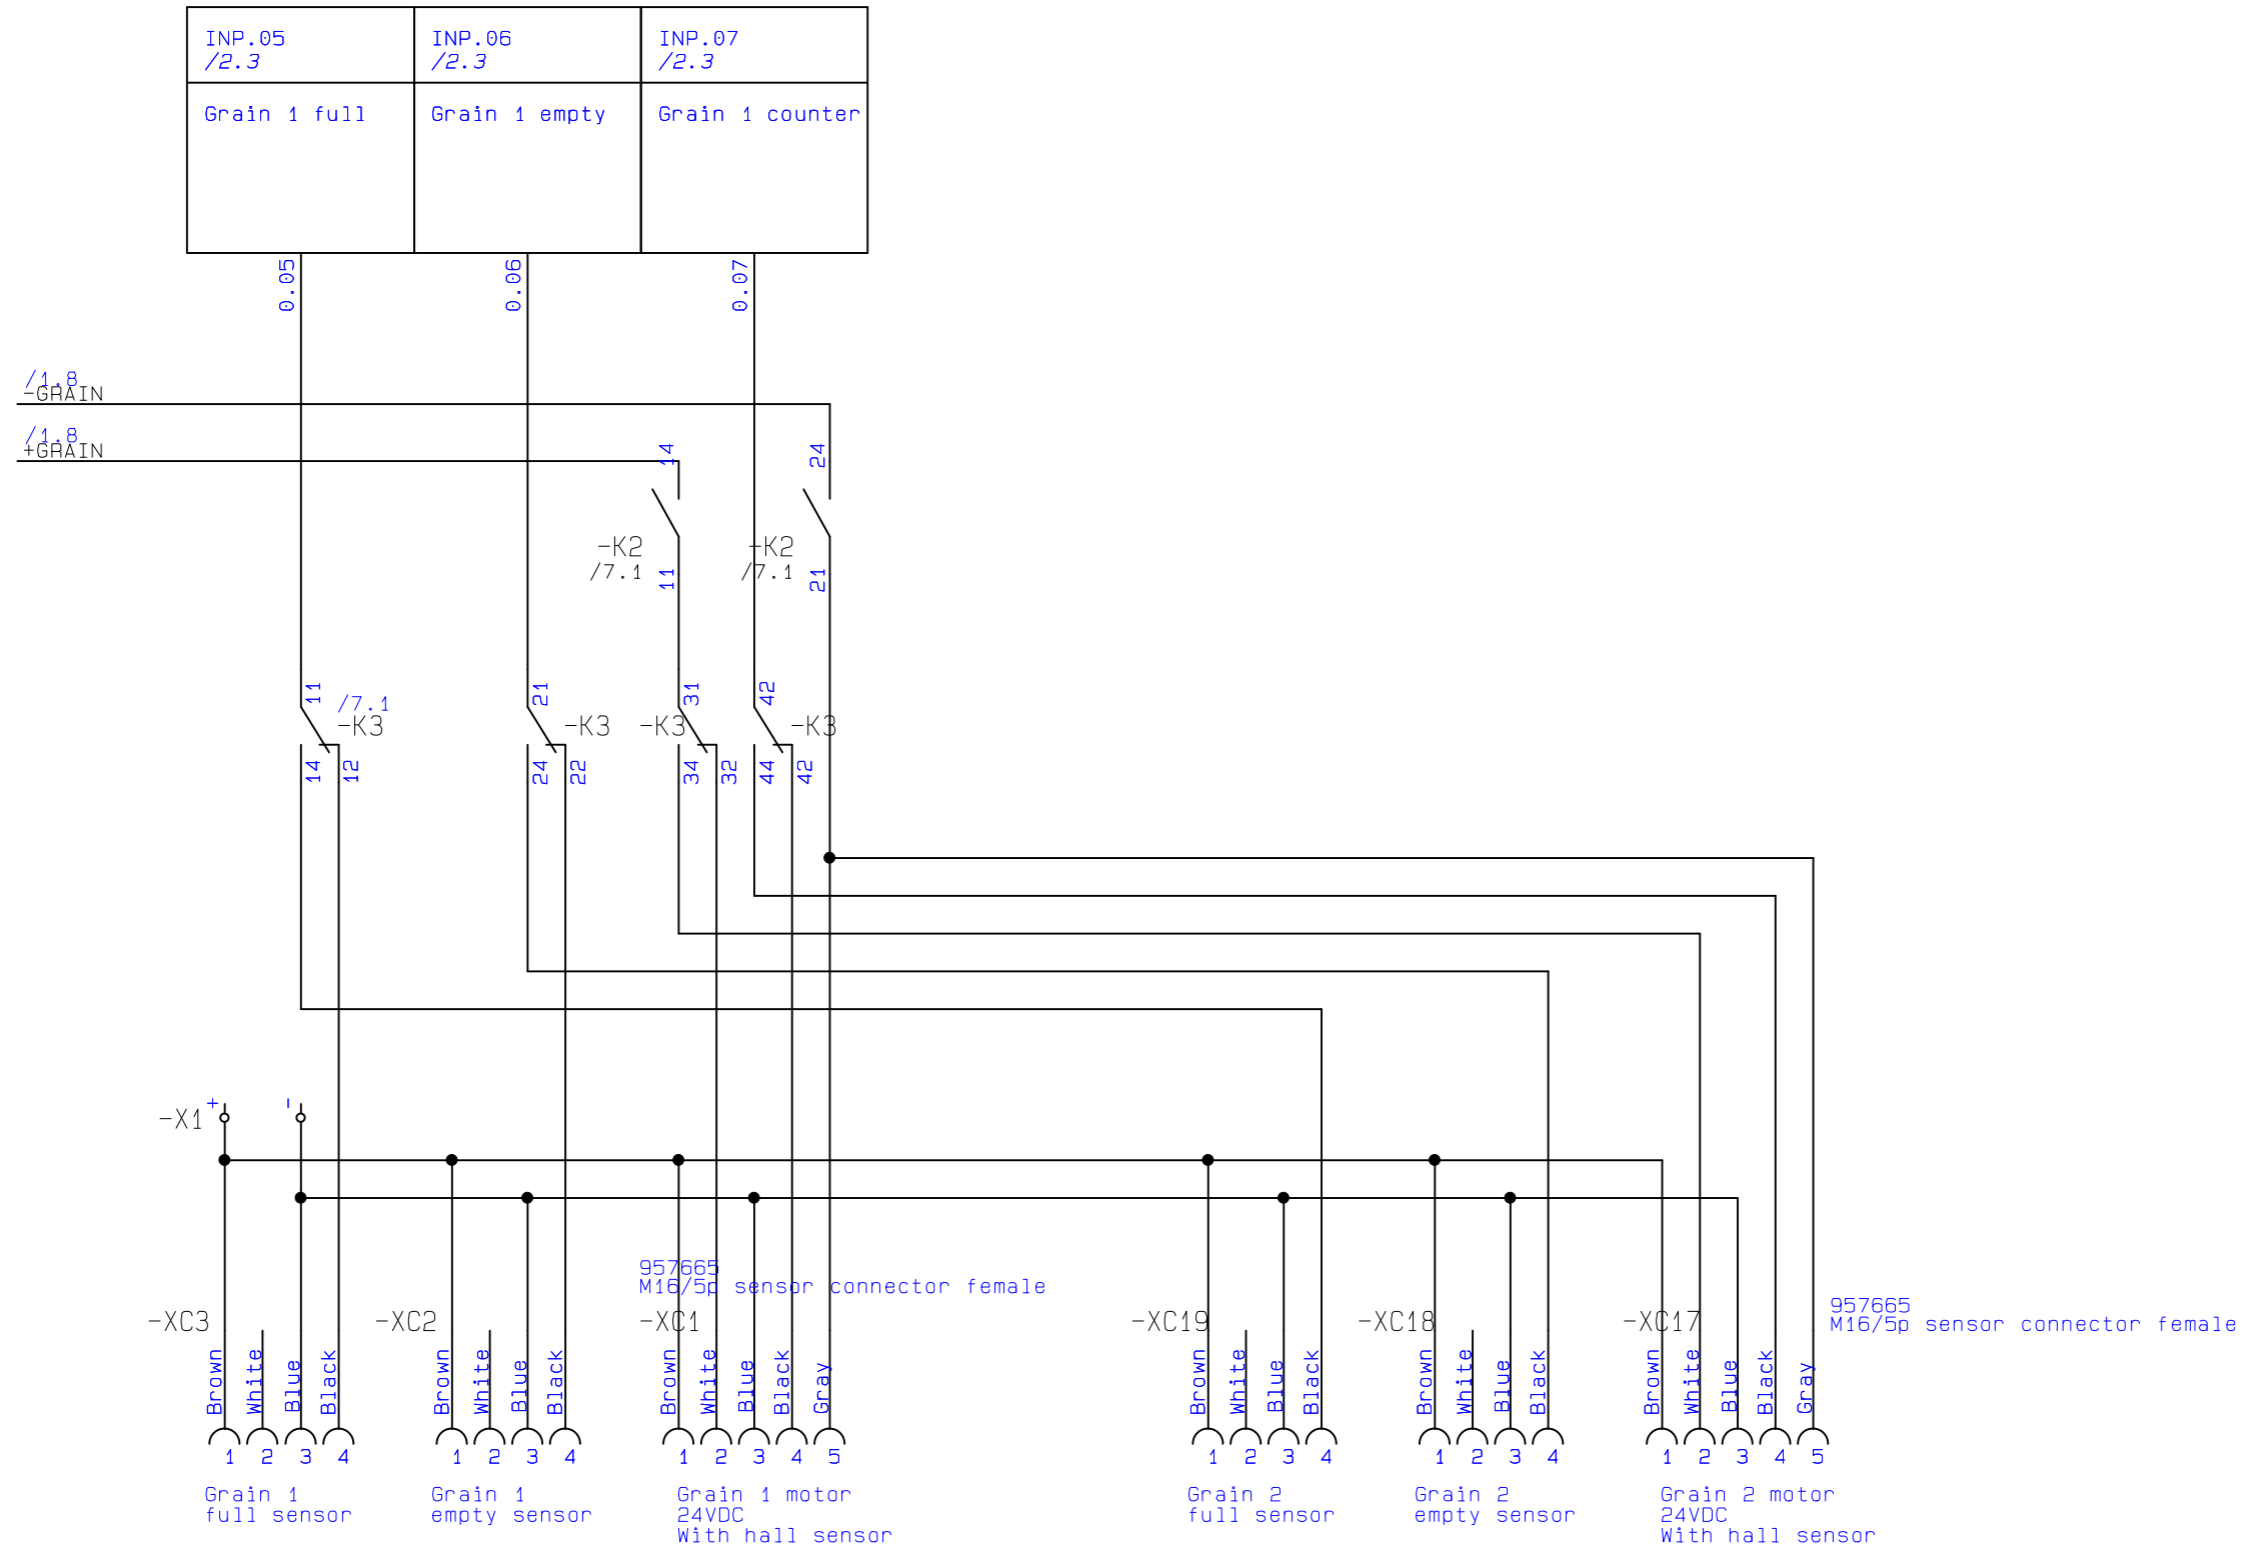 INP.05
/2.3
INP.06
/2.3
INP.07
/2.3
Grain 1 full
Grain 1 empty
Grain 1 counter
0.05
0.06
0.07
/1.8
-GRAIN
/1.8
+GRAIN
14
24
-K2
/7.1
-K2
/7.1
11
21
11
/7.1
-K3
21
-K3
31
-K3
42
-K3
14
12
24
22
34
32
44
42
-X1
+
-
957665
M16/5p sensor connector female
957665
M16/5p sensor connector female
-XC3
-XC2
-XC1
-XC19
-XC18
-XC17
Brown
White
Blue
Black
Brown
White
Blue
Black
Brown
White
Blue
Black
Gray
Brown
White
Blue
Black
Brown
White
Blue
Black
Brown
White
Blue
Black
Gray
1 2 3 4
1 2 3 4
1 2 3 4 5
1 2 3 4
1 2 3 4
1 2 3 4 5
Grain 1
full sensor
Grain 1
empty sensor
Grain 1 motor
24VDC
With hall sensor
Grain 2
full sensor
Grain 2
empty sensor
Grain 2 motor
24VDC
With hall sensor